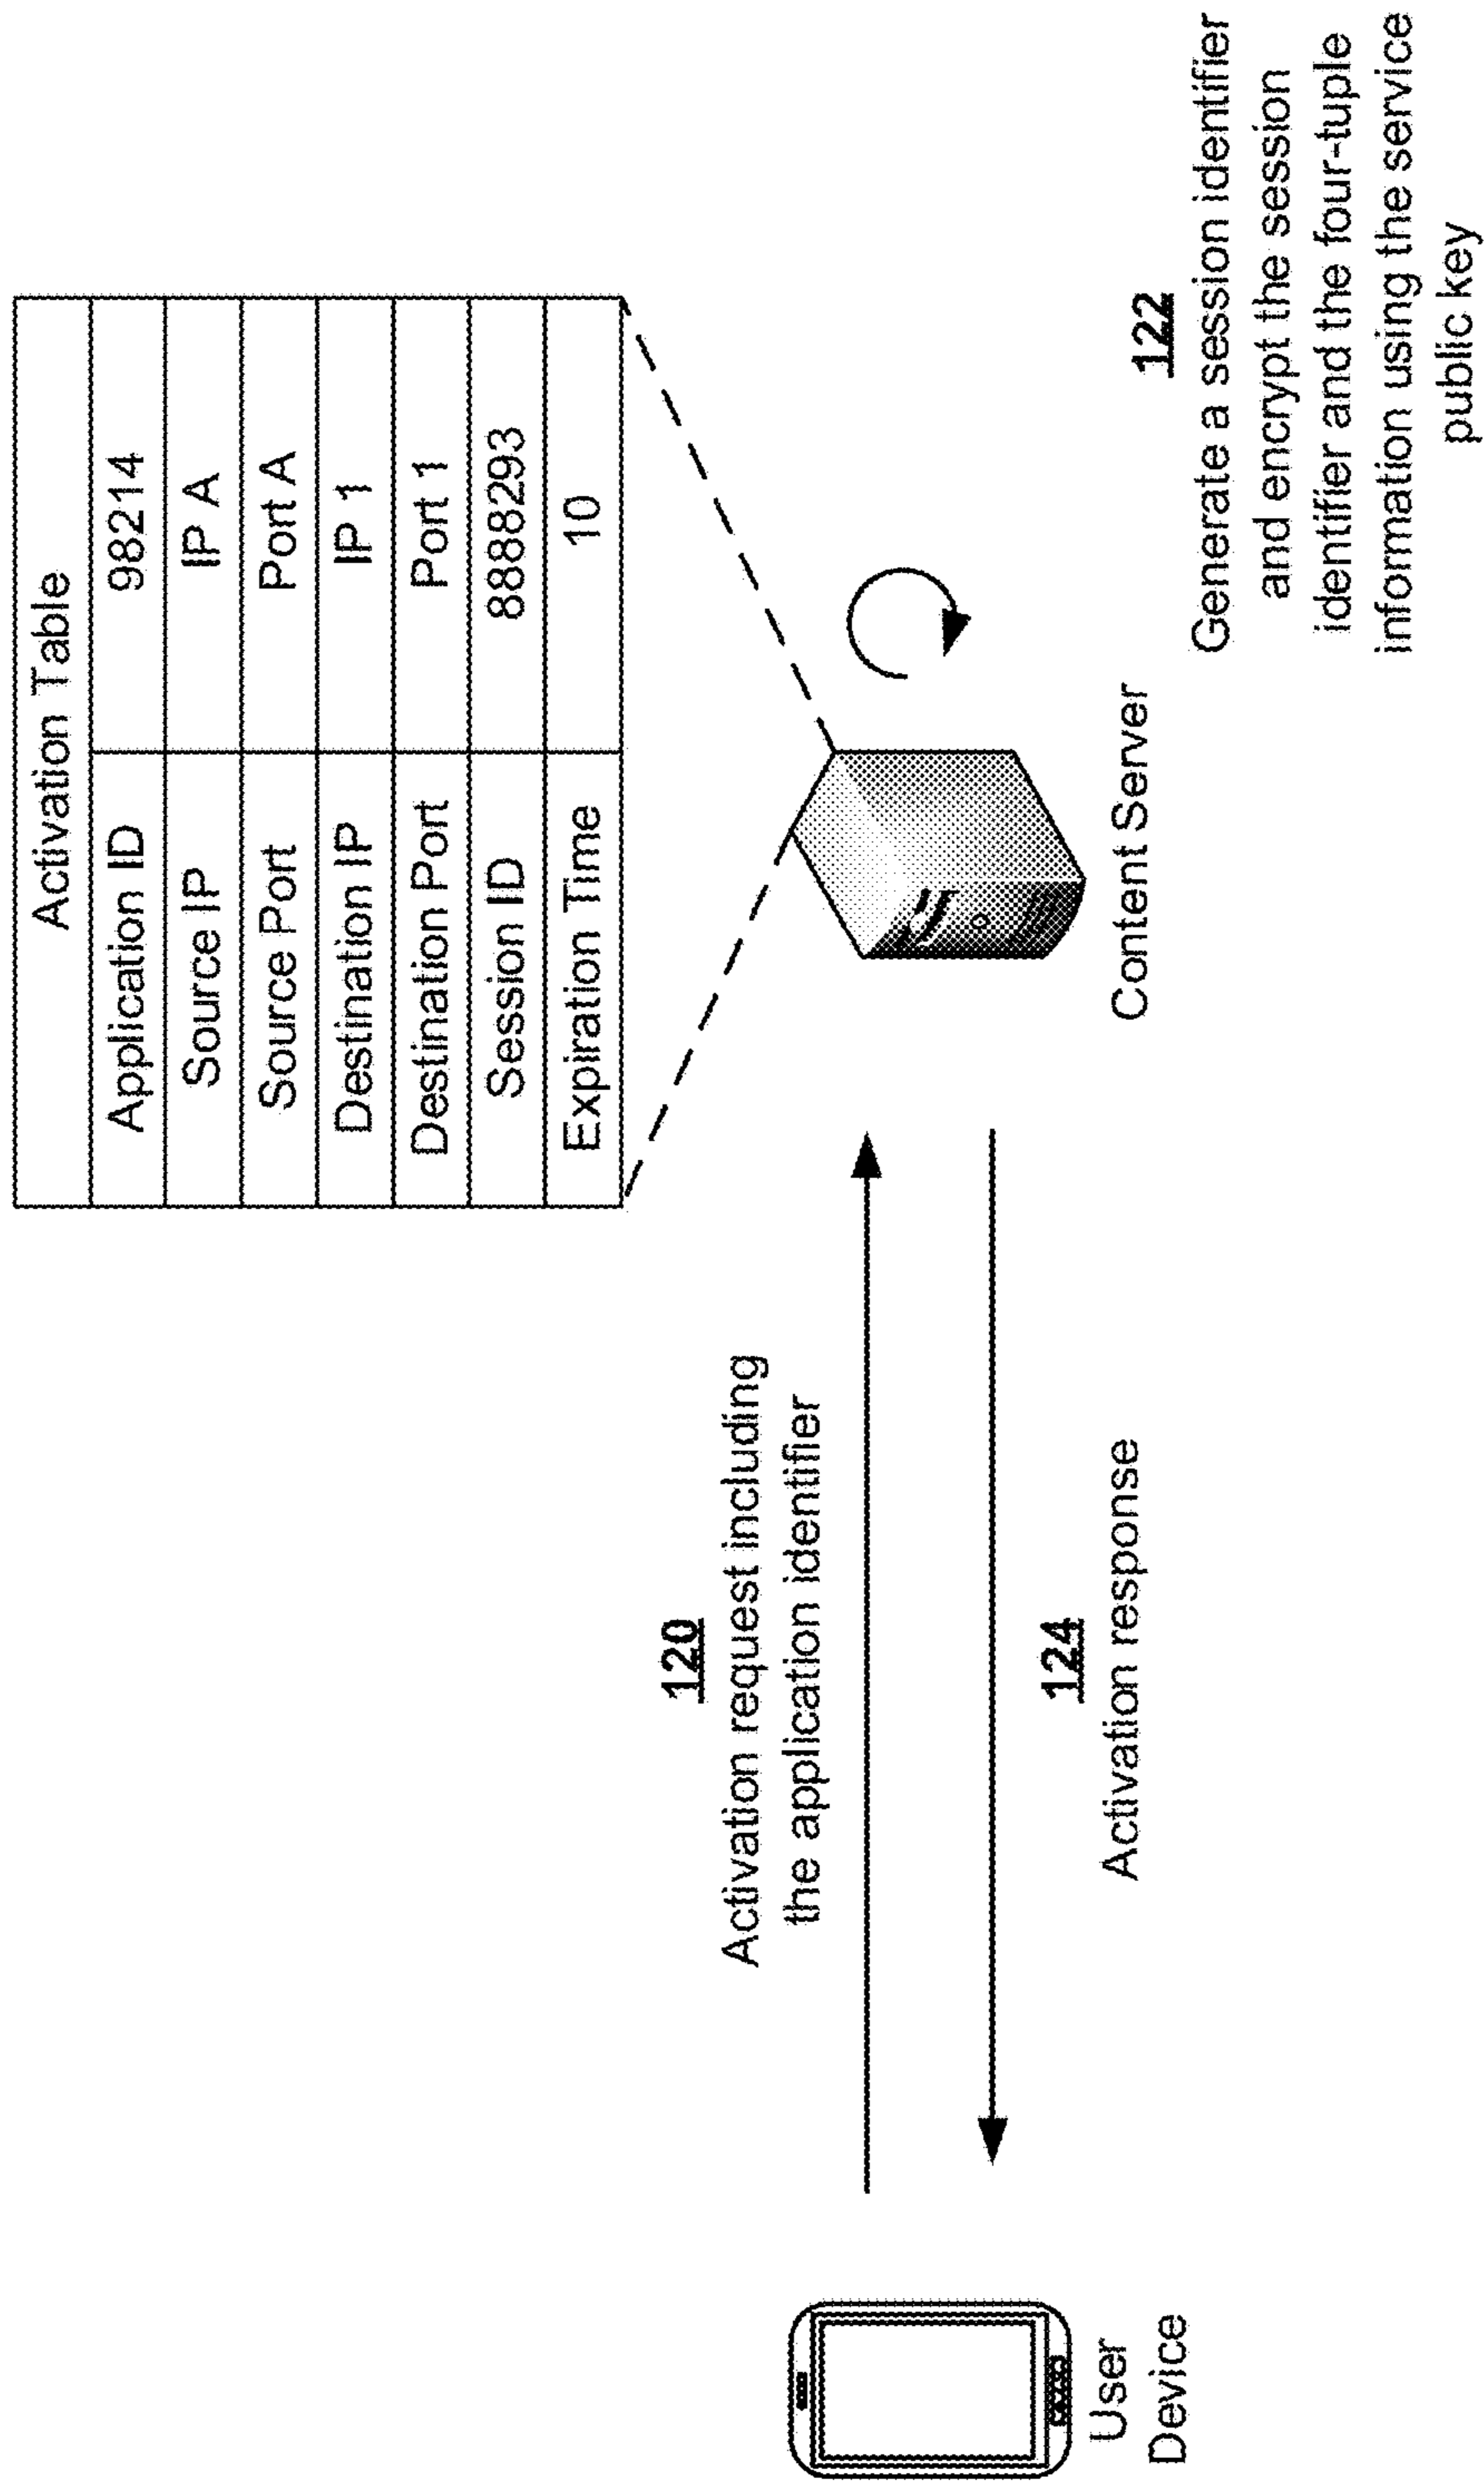 Activation Table
Application ID 98214
Source IP IP A
Source Port Port A
Destination IP IP 1
Destination Port Port 1
Session ID 8888293
Expiration Time 10
120
Activation request including
the application identifier
124
Activation response
User
Device
Content Server
122
Generate a session identifier
and encrypt the session
identifier and the four-tuple
information using the service
public key